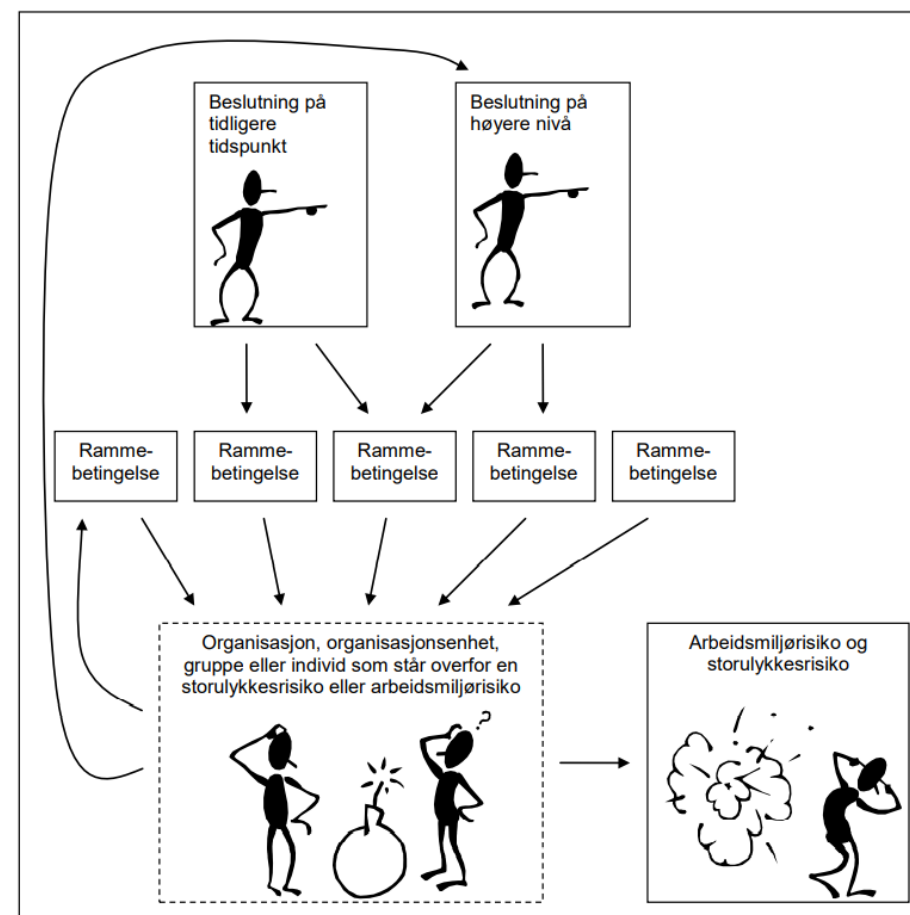 Beslutning på
tidligere
tidspunkt
Beslutning på
høyere nivå
Ramme-
betingelse
Ramme-
betingelse
Ramme-
betingelse
Ramme-
betingelse
Ramme-
betingelse
Organisasjon, organisasjonsenhet,
gruppe eller individ som står overfor en
storulykkesrisiko eller arbeidsmiljørisiko
?
Arbeidsmiljørisiko og
storulykkesrisiko